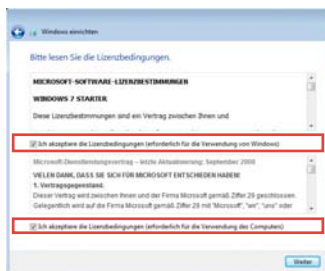 Windows einrichten
Bitte lesen Sie die Lizenzbedingungen.
MICROSOFT-SOFTWARE-LIZENZBESTIMMUNGEN
WINDOWS 7 STARTER
Diese Lizenzbestimmungen sind ein Vertrag zwischen Ihnen und
Ich akzeptiere die Lizenzbedingungen (erforderlich für die Verwendung von Windows)
Microsoft-Dienstleistungsvertrag – letzte Aktualisierung: September 2008
VIELEN DANK, DASS SIE SICH FÜR MICROSOFT ENTSCHIEDEN HABEN!
1. Vertragsgegenstand.
Dieser Vertrag wird zwischen Ihnen und der Firma Microsoft gemäß Ziffer 29 geschlossen.
Gelegentlich wird auf die Firma Microsoft gemäß Ziffer 29 mit "Microsoft", "wir", "uns" oder
Ich akzeptiere die Lizenzbedingungen (erforderlich für die Verwendung des Computers)
Weiter